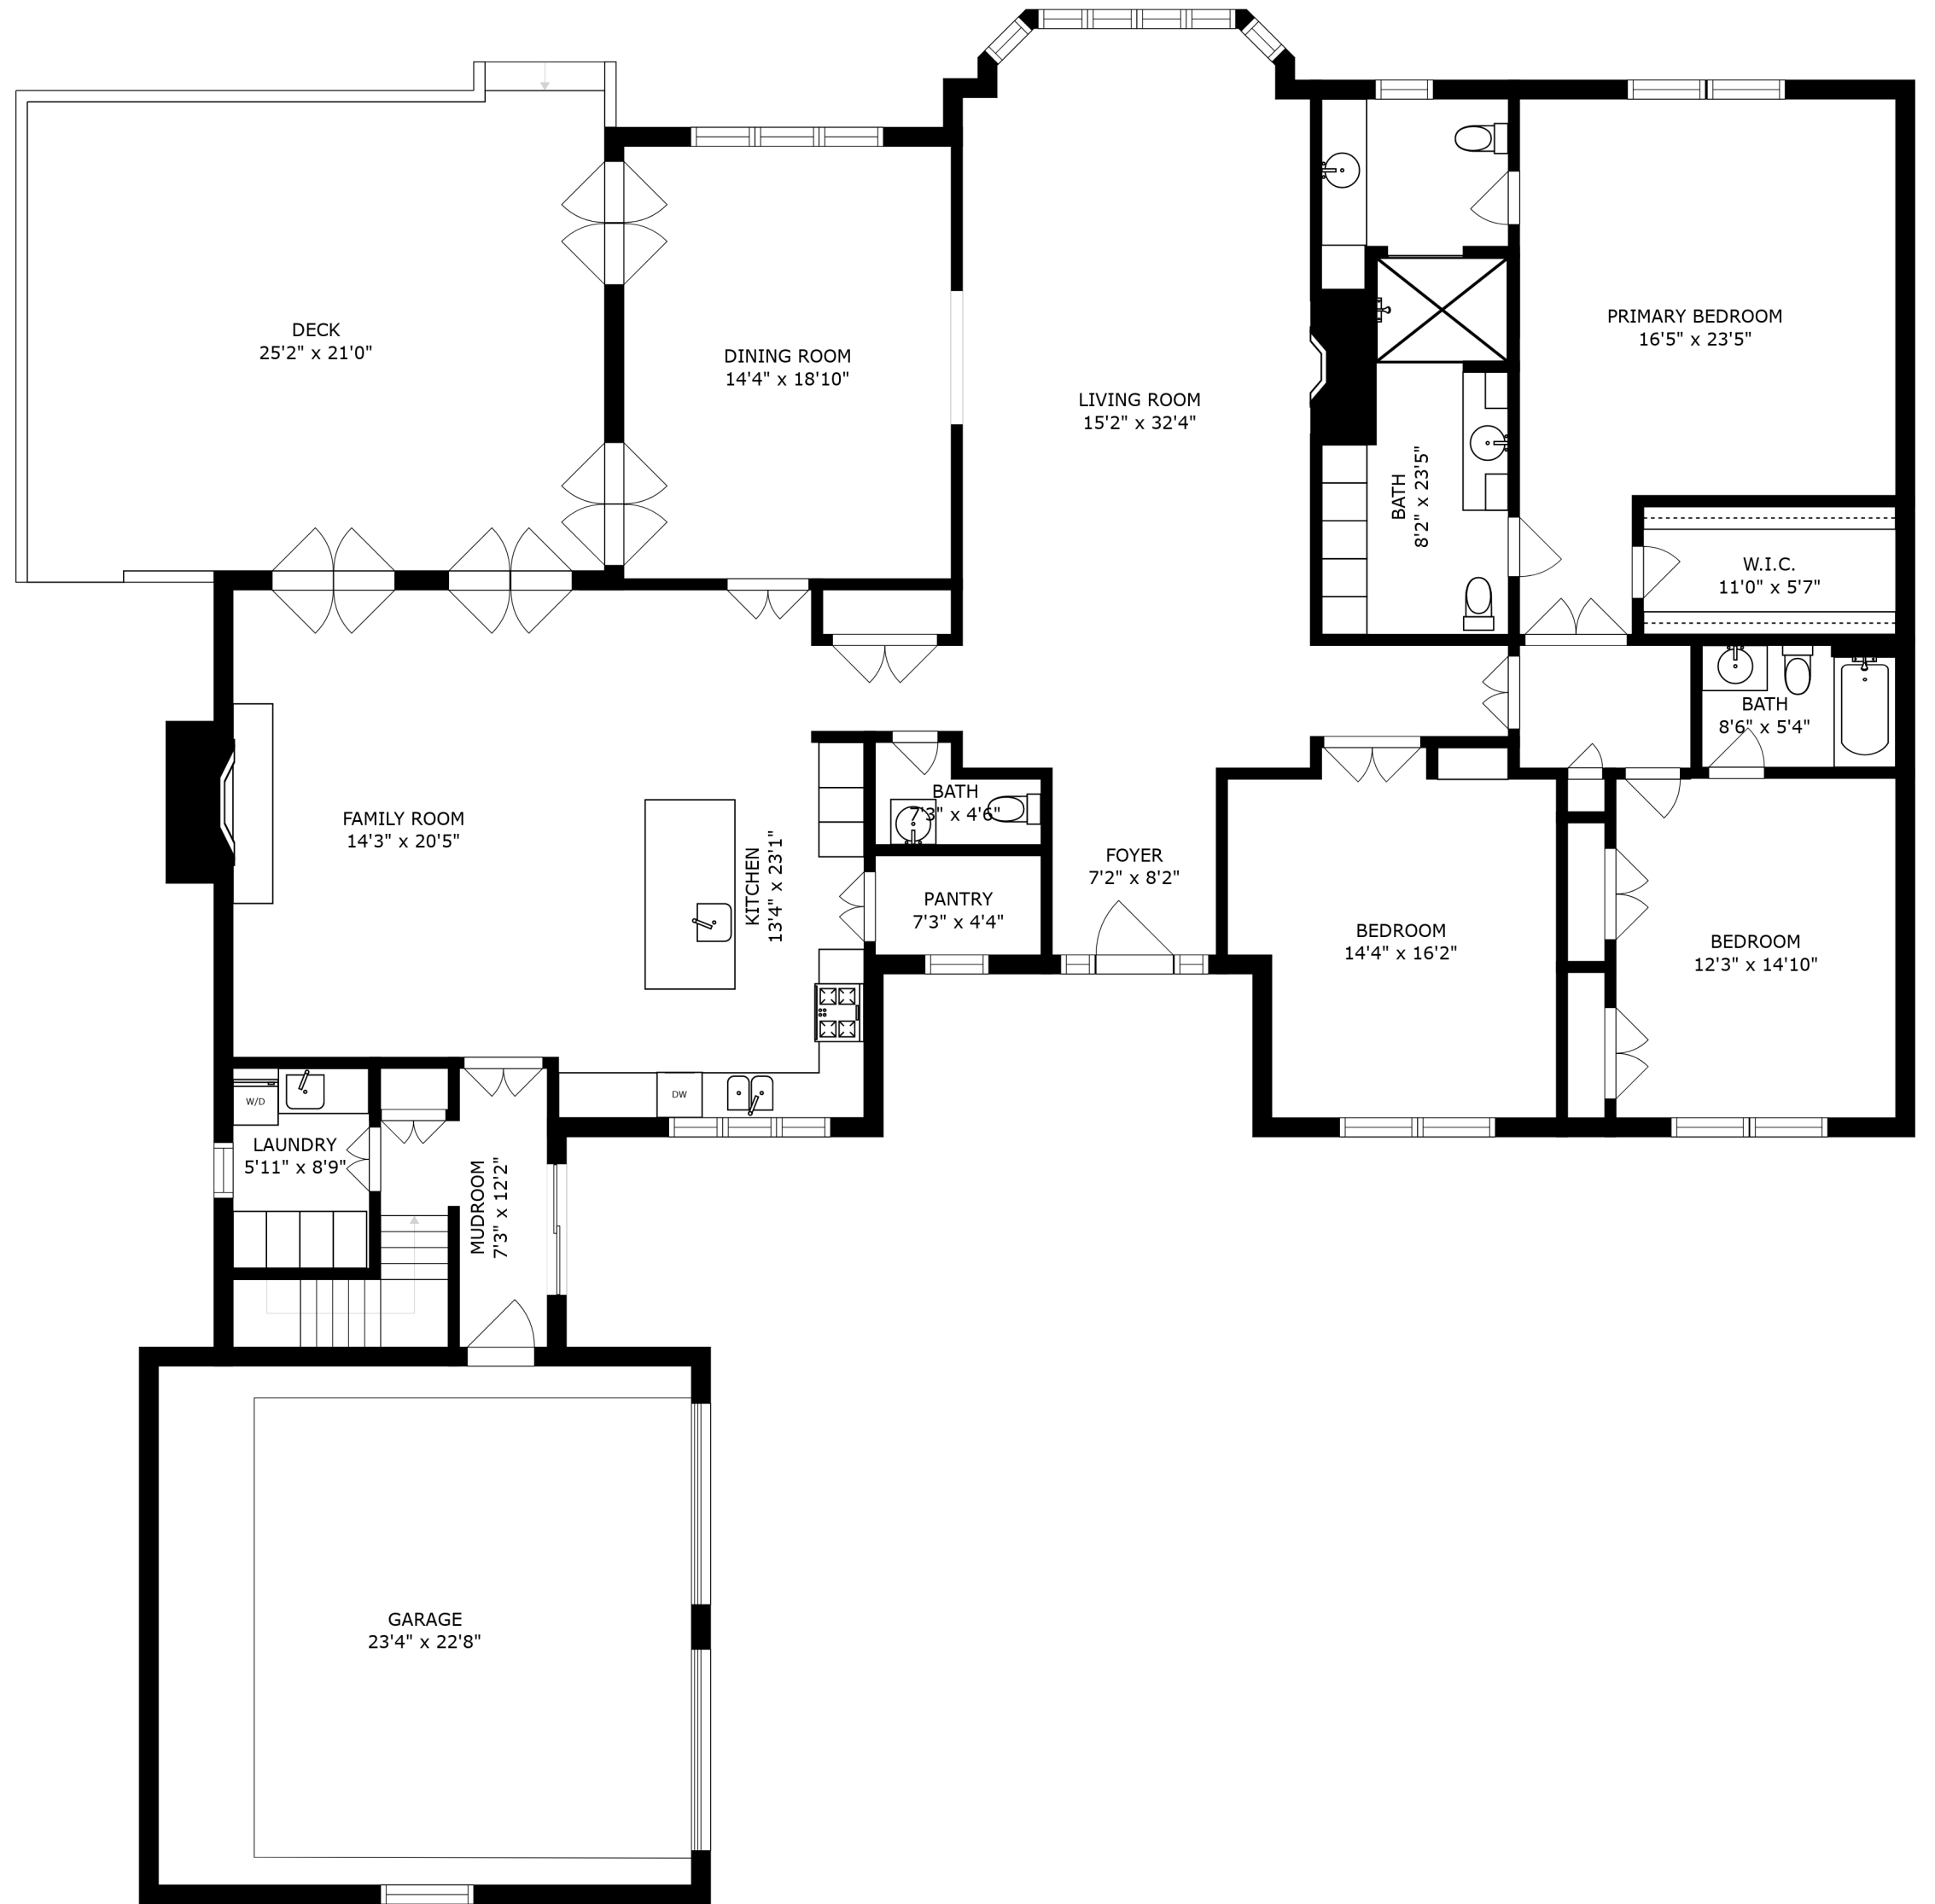 DECK
25'2" x 21'0"
DINING ROOM
14'4" x 18'10"
LIVING ROOM
15'2" x 32'4"
PRIMARY BEDROOM
16'5" x 23'5"
BATH
8'2" x 23'5"
W.I.C.
11'0" x 5'7"
BATH
8'6" x 5'4"
FAMILY ROOM
14'3" x 20'5"
KITCHEN
13'4" x 23'1"
BATH
7'3" x 4'6"
PANTRY
7'3" x 4'4"
FOYER
7'2" x 8'2"
BEDROOM
14'4" x 16'2"
BEDROOM
12'3" x 14'10"
W/D
DW
LAUNDRY
5'11" x 8'9"
MUDROOM
7'3" x 12'2"
GARAGE
23'4" x 22'8"